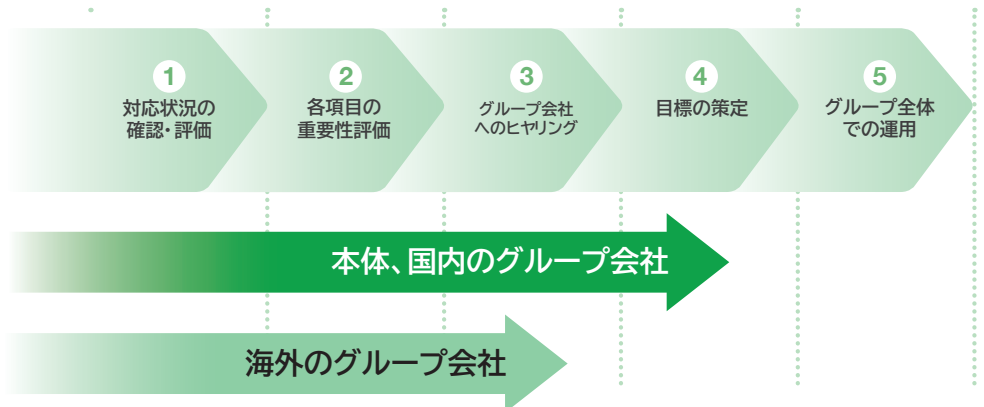 1
対応状況の
確認・評価
2
各項目の
重要性評価
3
グループ会社
へのヒヤリング
4
目標の策定
5
グループ全体
での運用
本体、国内のグループ会社
海外のグループ会社